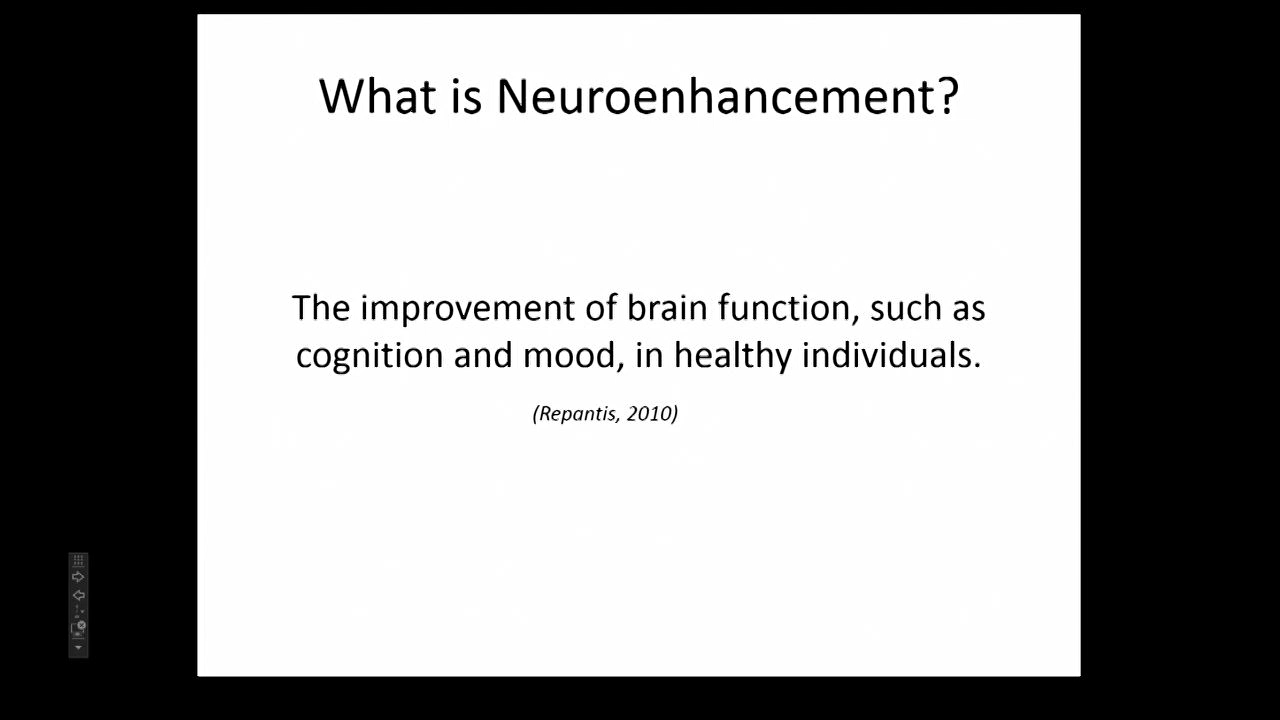 What is Neuroenhancement?
The improvement of brain function, such as
cognition and mood, in healthy individuals.
(Repantis, 2010)